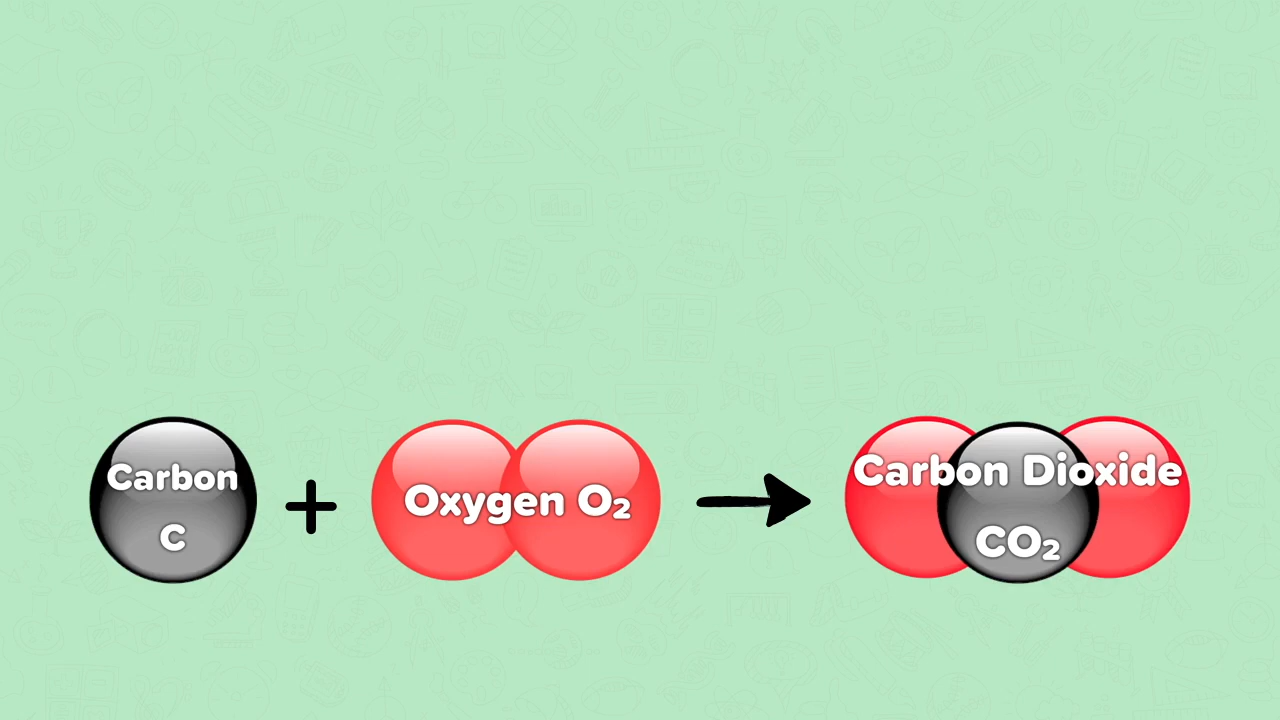 Carbon
C
+
Oxygen O₂
Carbon Dioxide
CO₂